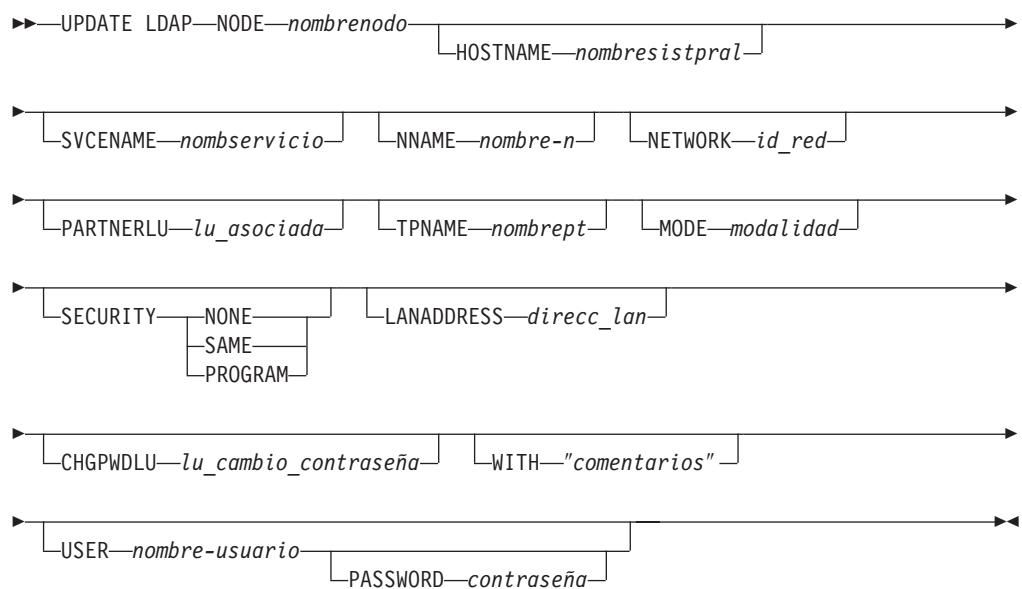 UPDATE LDAP NODE nombrenodo
HOSTNAME nombresistpral
SVCENAME nombservicio NNAME nombre-n NETWORK id_red
PARTNERLU lu_asociada TPNAME nombrept MODE modalidad
SECURITY NONE LANADDRESS direcc_lan
SAME
PROGRAM
CHGPWDLU lu_cambio_contraseña WITH "comentarios"
USER nombre-usuario
PASSWORD contraseña